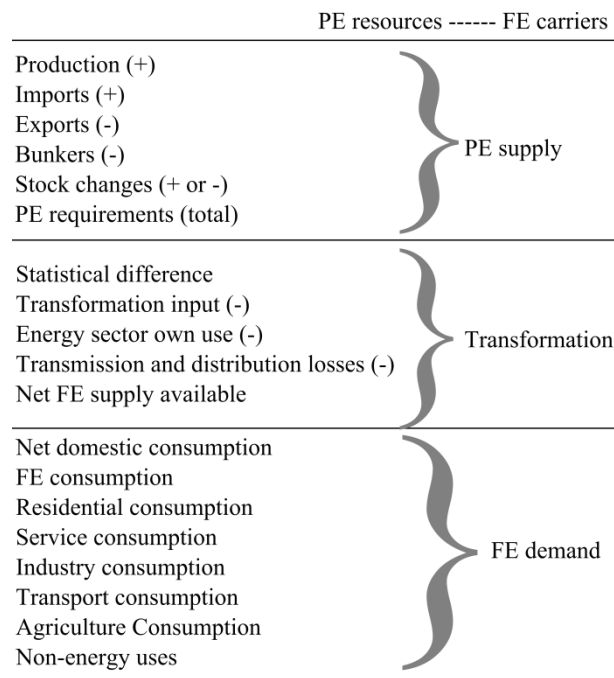 PE resources ------ FE carriers
Production (+)
Imports (+)
Exports (-)
Bunkers (-)
Stock changes (+ or -)
PE requirements (total)
PE supply
Statistical difference
Transformation input (-)
Energy sector own use (-)
Transmission and distribution losses (-)
Net FE supply available
Transformation
Net domestic consumption
FE consumption
Residential consumption
Service consumption
Industry consumption
Transport consumption
Agriculture Consumption
Non-energy uses
FE demand